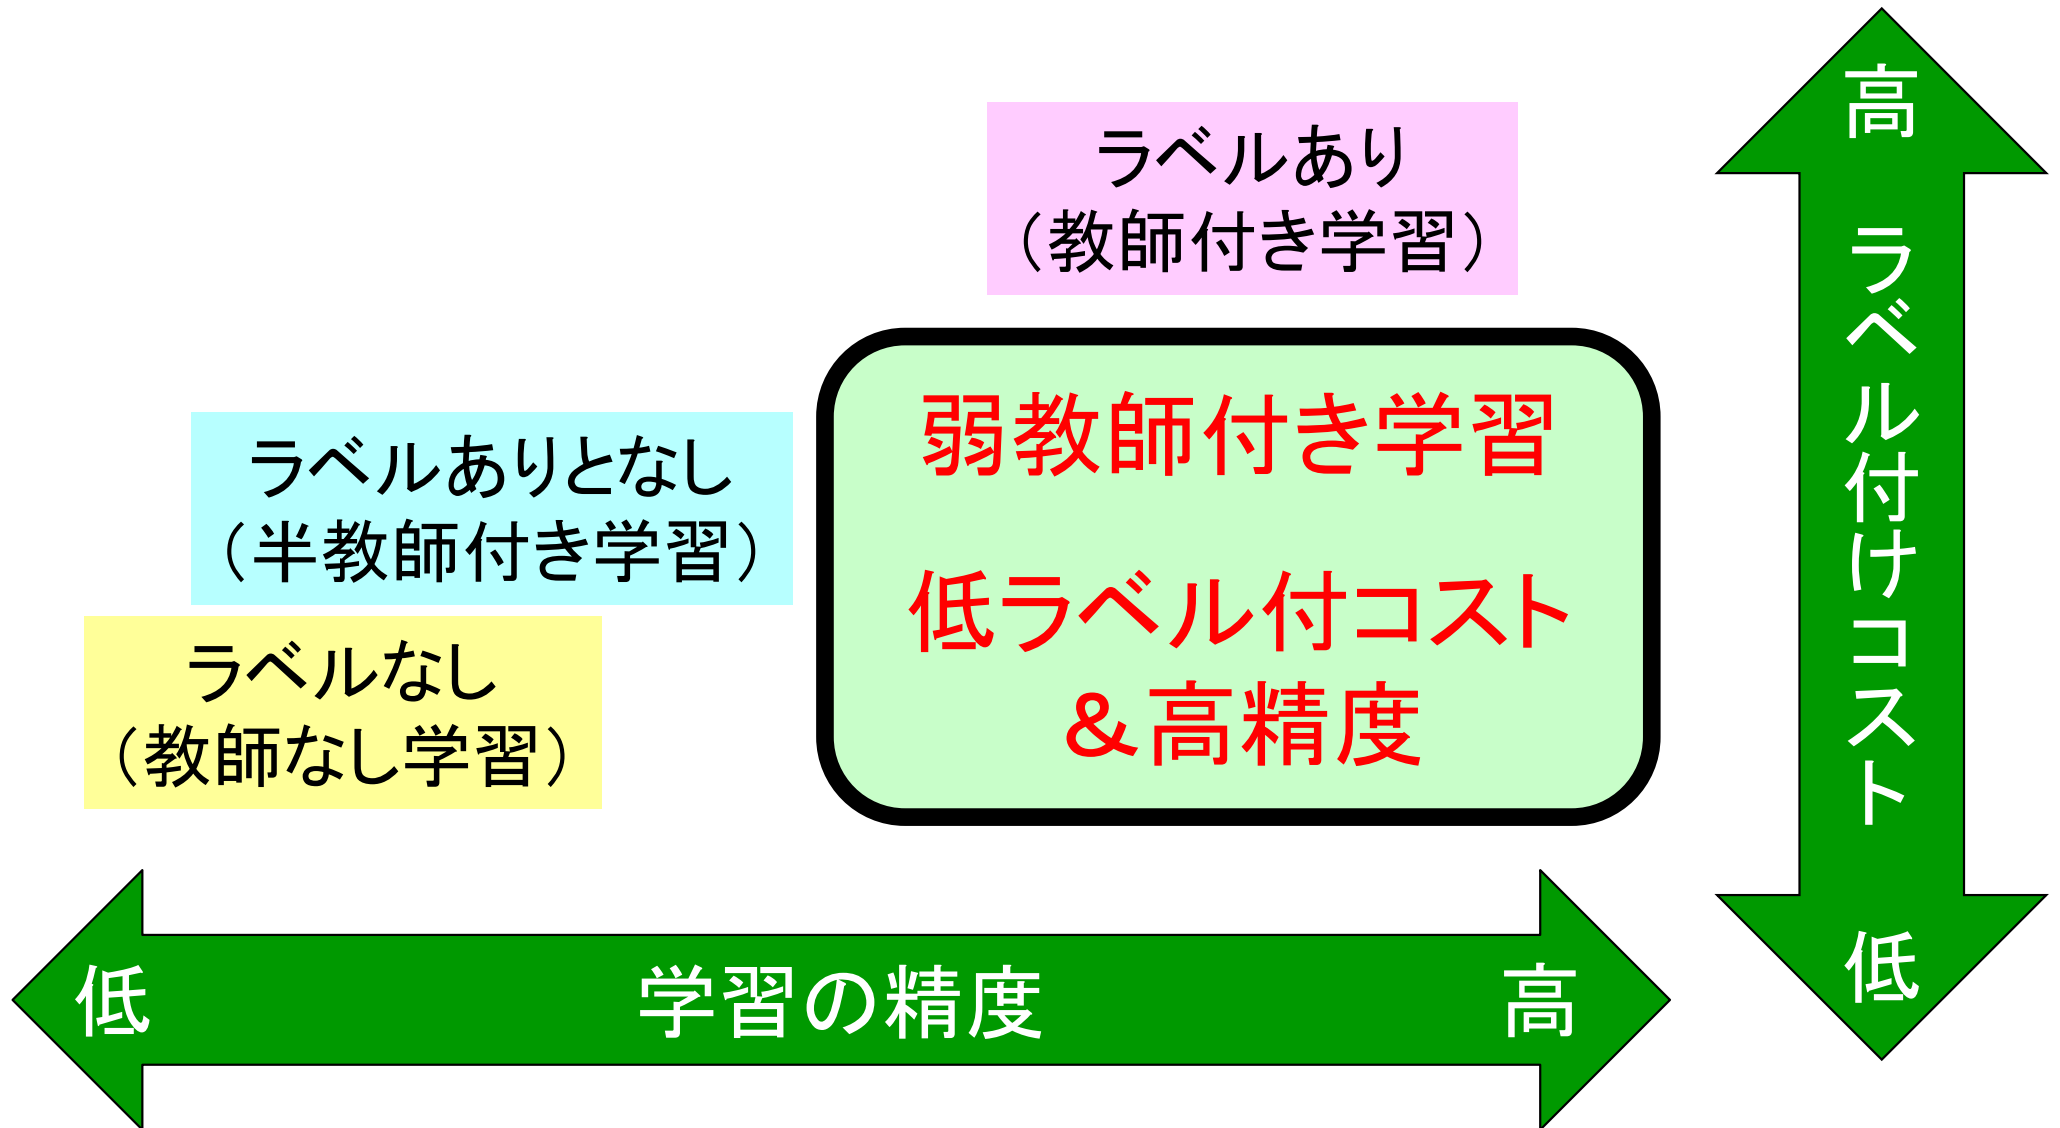 ラベルあり
（教師付き学習）
弱教師付き学習
低ラベル付コスト
＆高精度
ラベルありとなし
（半教師付き学習）
ラベルなし
（教師なし学習）
低 学習の精度 高
高 ラベル付けコスト 低